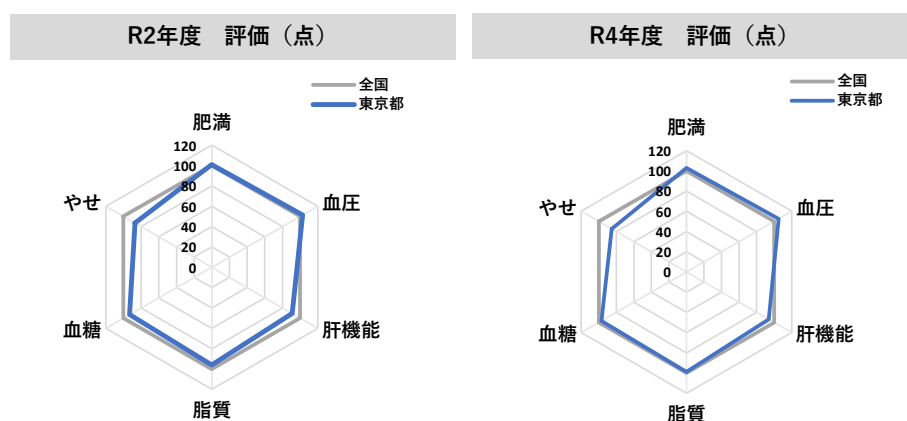 R2年度　評価（点）
全国
東京都
肥満
120
100
80
60
40
20
0
やせ
血圧
血糖
肝機能
脂質
R4年度　評価（点）
全国
東京都
肥満
120
100
80
60
40
20
0
やせ
血圧
血糖
肝機能
脂質